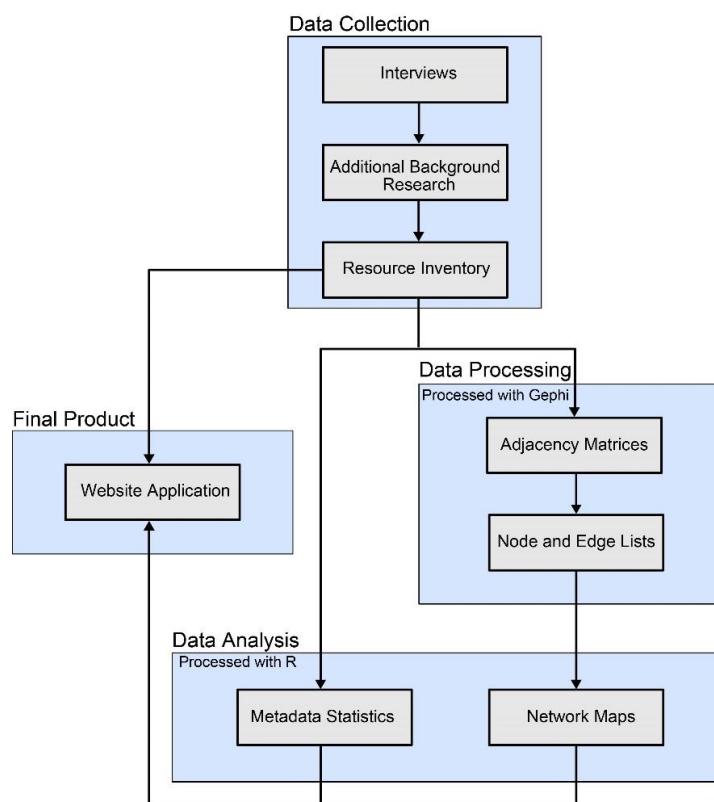 Data Collection
Interviews
Additional Background
Research
Resource Inventory
Data Processing
Processed with Gephi
Adjacency Matrices
Node and Edge Lists
Final Product
Website Application
Data Analysis
Processed with R
Metadata Statistics
Network Maps